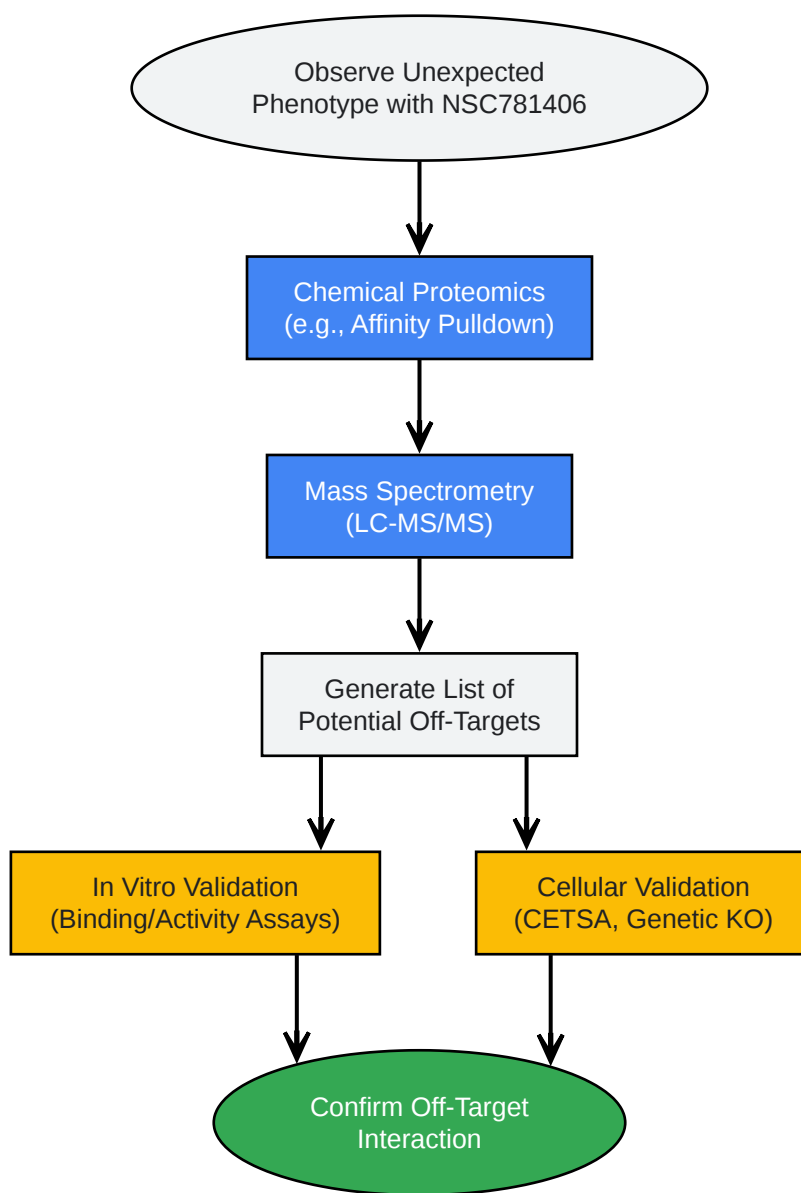 Observe Unexpected
Phenotype with NSC781406
Chemical Proteomics
(e.g., Affinity Pulldown)
Mass Spectrometry
(LC-MS/MS)
Generate List of
Potential Off-Targets
In Vitro Validation
(Binding/Activity Assays)
Cellular Validation
(CETSA, Genetic KO)
Confirm Off-Target
Interaction